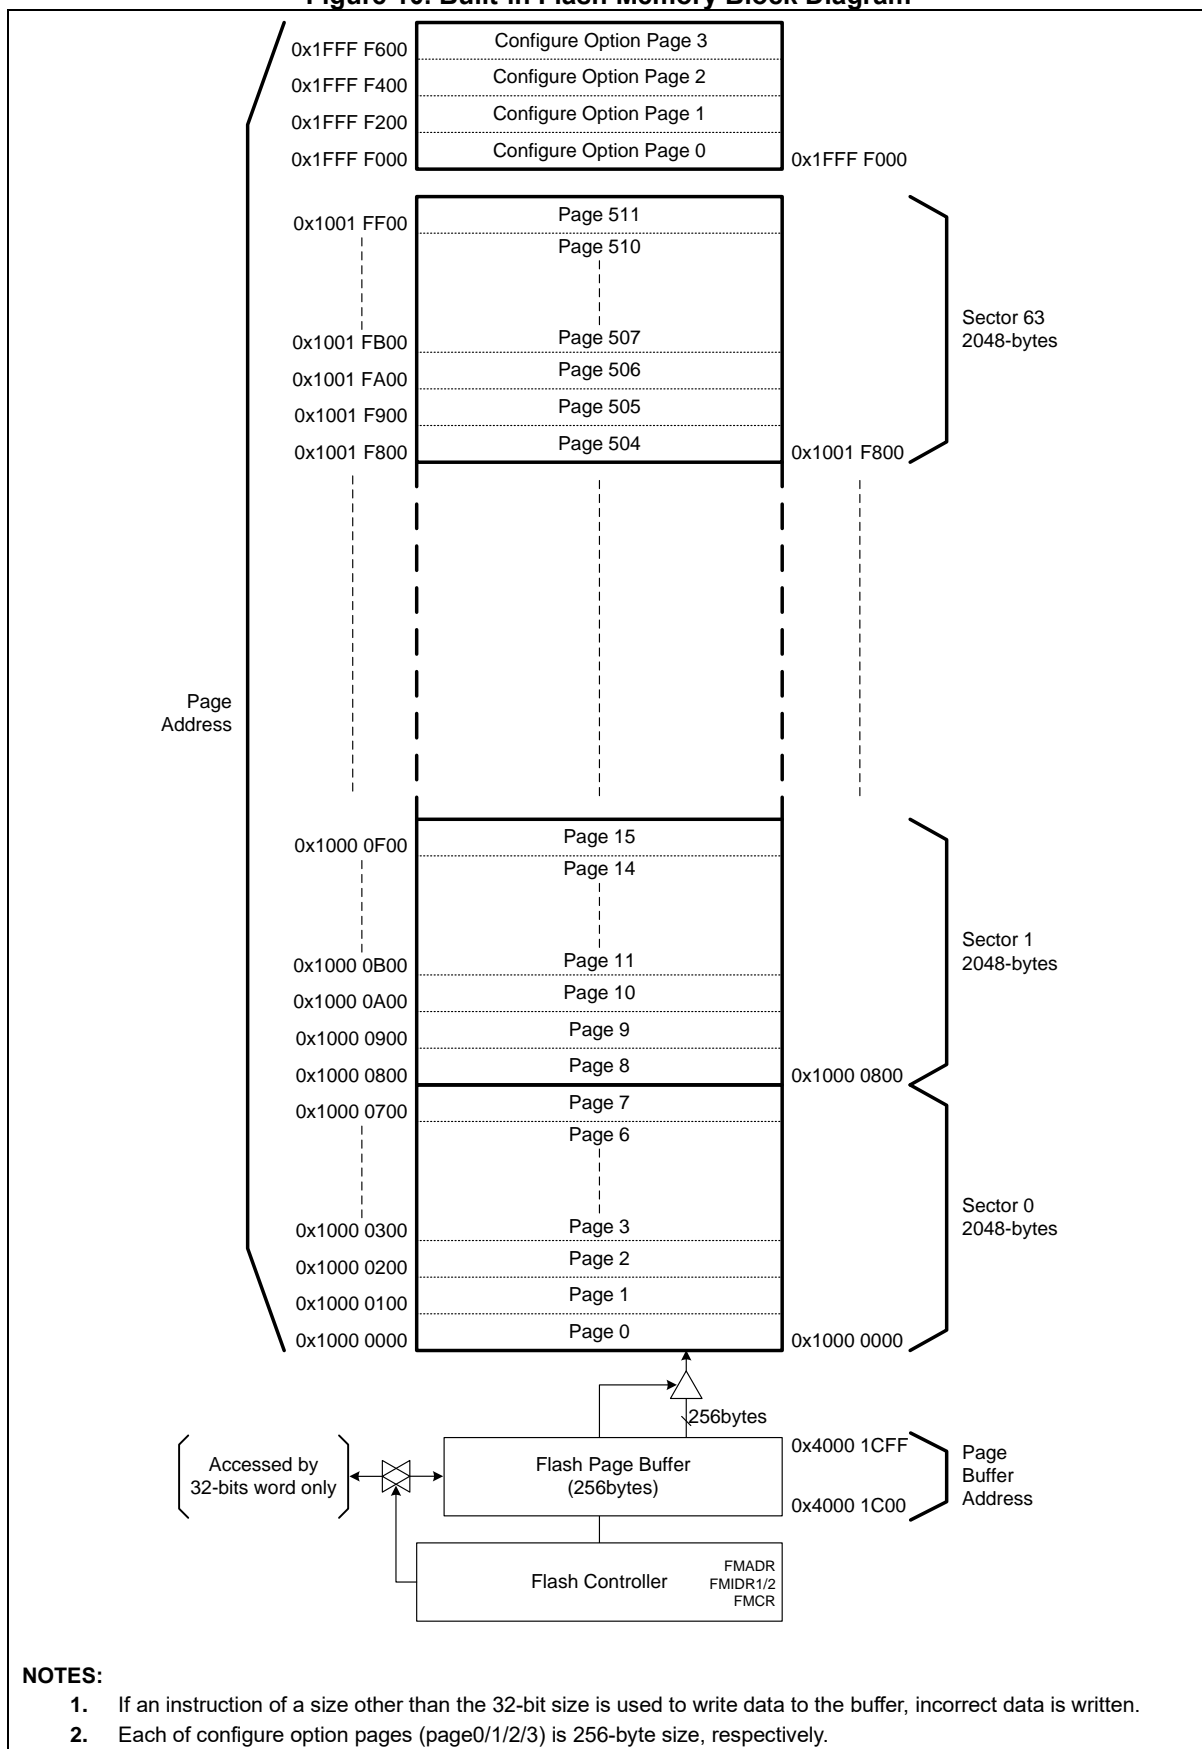 Figure 10. Built-in Flash Memory Block Diagram
0x1FFF F600
Configure Option Page 3
0x1FFF F400
Configure Option Page 2
0x1FFF F200
Configure Option Page 1
0x1FFF F000
Configure Option Page 0
0x1FFF F000
0x1001 FF00
Page 511
Page 510
0x1001 FB00
Page 507
0x1001 FA00
Page 506
0x1001 F900
Page 505
0x1001 F800
Page 504
0x1001 F800
Sector 63
2048-bytes
Page
Address
0x1000 0F00
Page 15
Page 14
0x1000 0B00
Page 11
0x1000 0A00
Page 10
0x1000 0900
Page 9
0x1000 0800
Page 8
0x1000 0800
Sector 1
2048-bytes
0x1000 0700
Page 7
Page 6
0x1000 0300
Page 3
0x1000 0200
Page 2
0x1000 0100
Page 1
0x1000 0000
Page 0
0x1000 0000
Sector 0
2048-bytes
256bytes
Accessed by
32-bits word only
Flash Page Buffer
(256bytes)
0x4000 1CFF
0x4000 1C00
Page
Buffer
Address
Flash Controller
FMADR
FMIDR1/2
FMCR
NOTES:
1. If an instruction of a size other than the 32-bit size is used to write data to the buffer, incorrect data is written.
2. Each of configure option pages (page0/1/2/3) is 256-byte size, respectively.